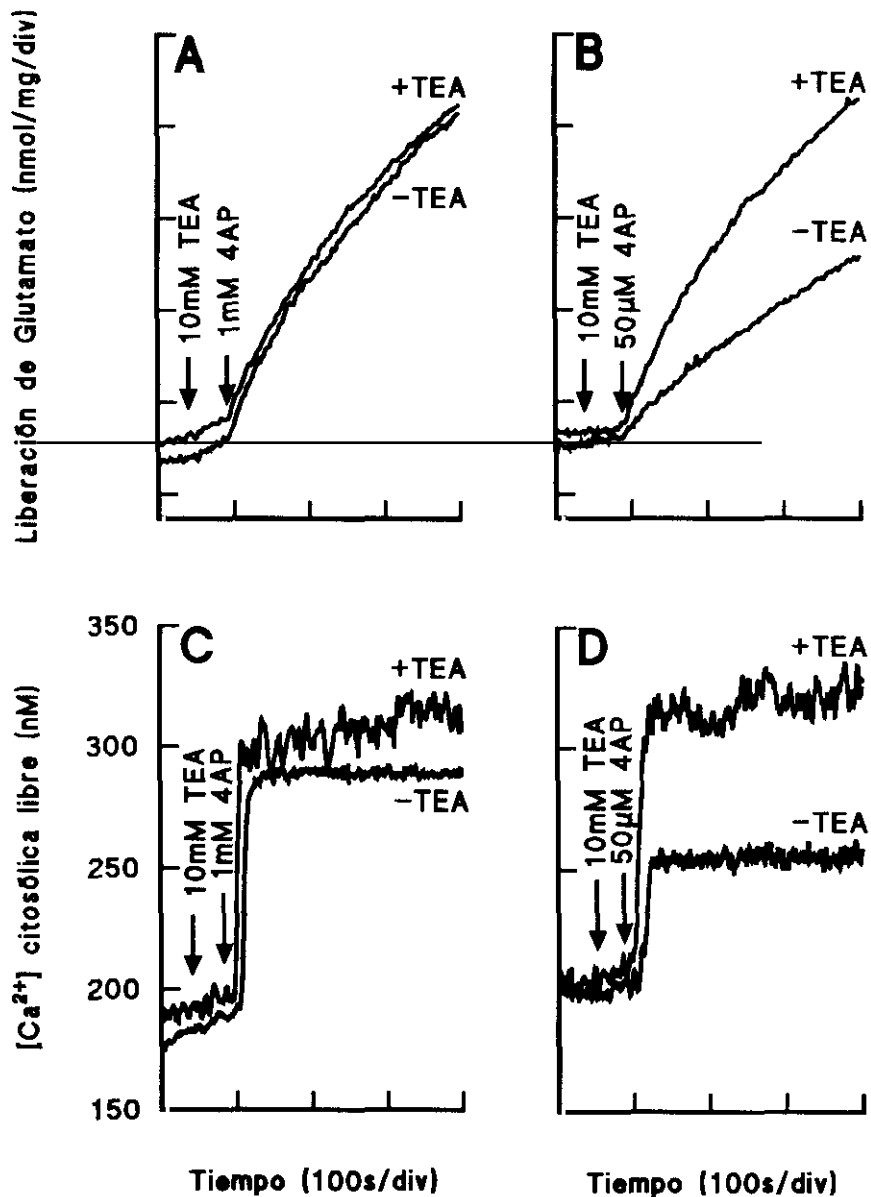 Liberación de Glutamato (nmol/mg/div)
A
+TEA
−TEA
10mM TEA
1mM 4AP
B
+TEA
−TEA
10mM TEA
50µM 4AP
[Ca²⁺] citosólica libre (nM)
350
300
250
200
150
C
+TEA
−TEA
10mM TEA
1mM 4AP
D
+TEA
−TEA
10mM TEA
50µM 4AP
Tiempo (100s/div)
Tiempo (100s/div)